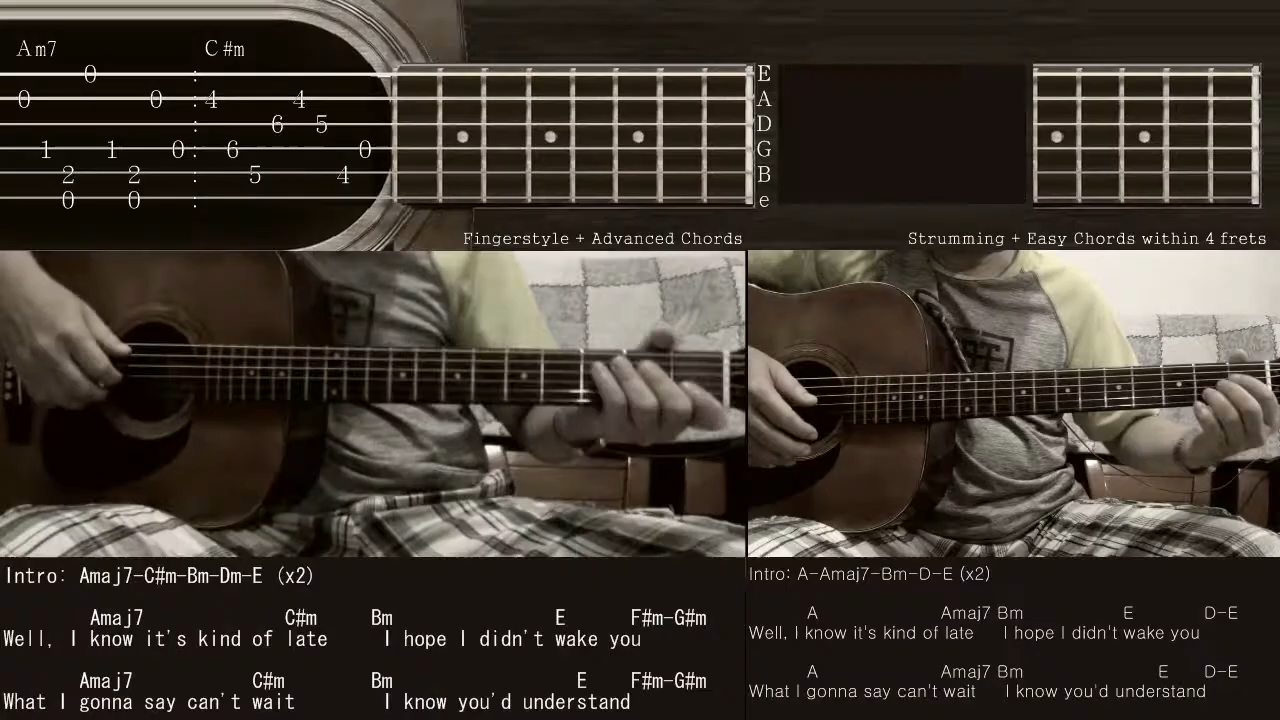 Am7 C#m
0
0 0 4 4
6 5
1 1 0 6 0
2 2 5 4
0 0
E
A
D
G
B
e
Fingerstyle + Advanced Chords
Strumming + Easy Chords within 4 frets
Intro: Amaj7-C#m-Bm-Dm-E (x2)
Amaj7 C#m Bm E F#m-G#m
Well, I know it's kind of late I hope I didn't wake you
Amaj7 C#m Bm E F#m-G#m
What I gonna say can't wait I know you'd understand
Intro: A-Amaj7-Bm-D-E (x2)
A Amaj7 Bm E D-E
Well, I know it's kind of late I hope I didn't wake you
A Amaj7 Bm E D-E
What I gonna say can't wait I know you'd understand